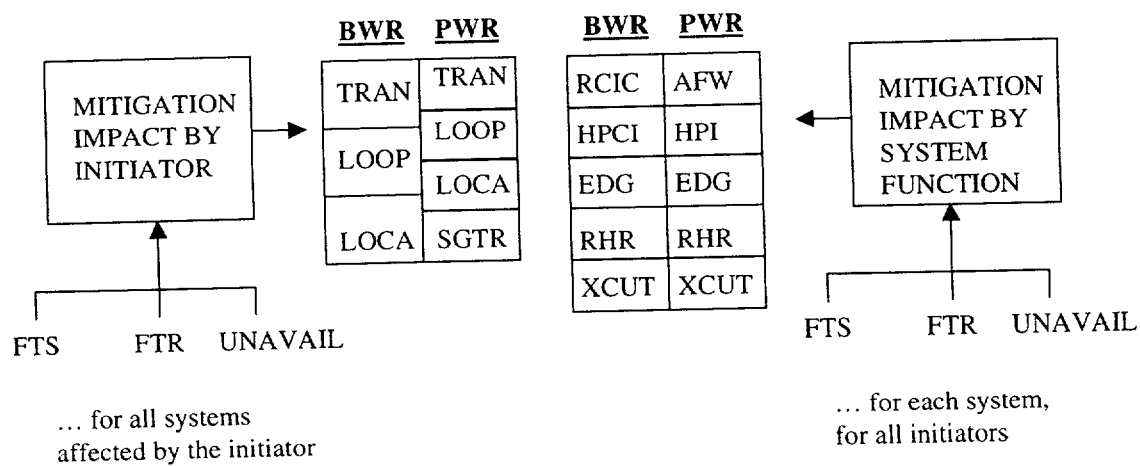 BWR PWR
TRAN TRAN
LOOP LOOP
LOCA LOCA
SGTR
BWR PWR
RCIC AFW
HPCI HPI
EDG EDG
RHR RHR
XCUT XCUT
MITIGATION
IMPACT BY
INITIATOR
MITIGATION
IMPACT BY
SYSTEM
FUNCTION
FTS FTR UNAVAIL
FTS FTR UNAVAIL
... for all systems
affected by the initiator
... for each system,
for all initiators